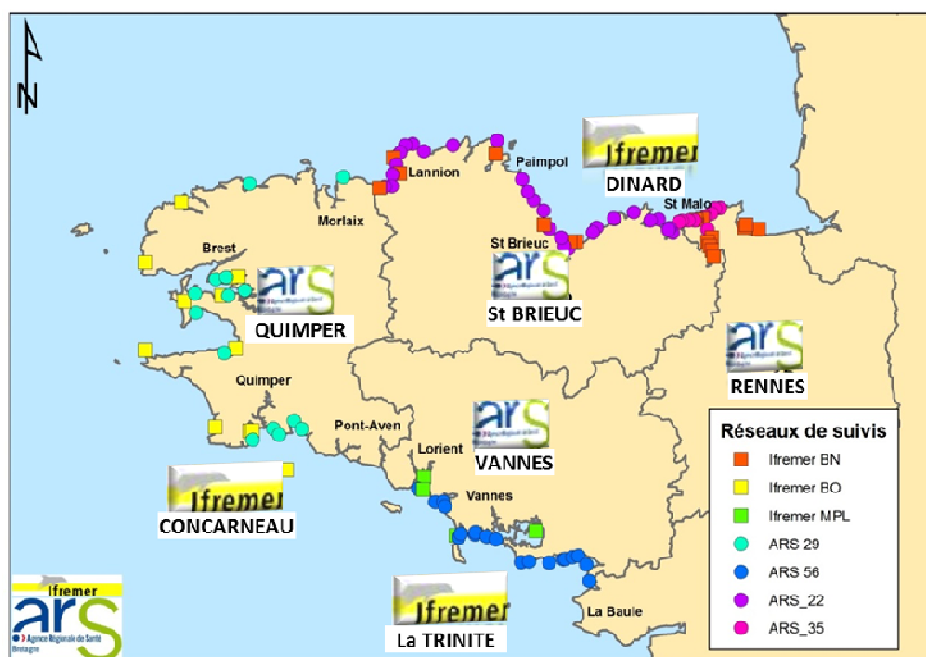 N
Ifremer
DINARD
Paimpol
Lannion
St Malo
Morlaix
Brest
St Brieuc
ars
QUIMPER
ars
St BRIEUC
ars
RENNES
Quimper
Pont-Aven
Lorient
ars
VANNES
Vannes
Ifremer
CONCARNEAU
Ifremer
La TRINITE
La Baule
Réseaux de suivis
Ifremer BN
Ifremer BO
Ifremer MPL
ARS 29
ARS 56
ARS_22
ARS_35
Ifremer
ars
Agence Régionale de Santé
Bretagne